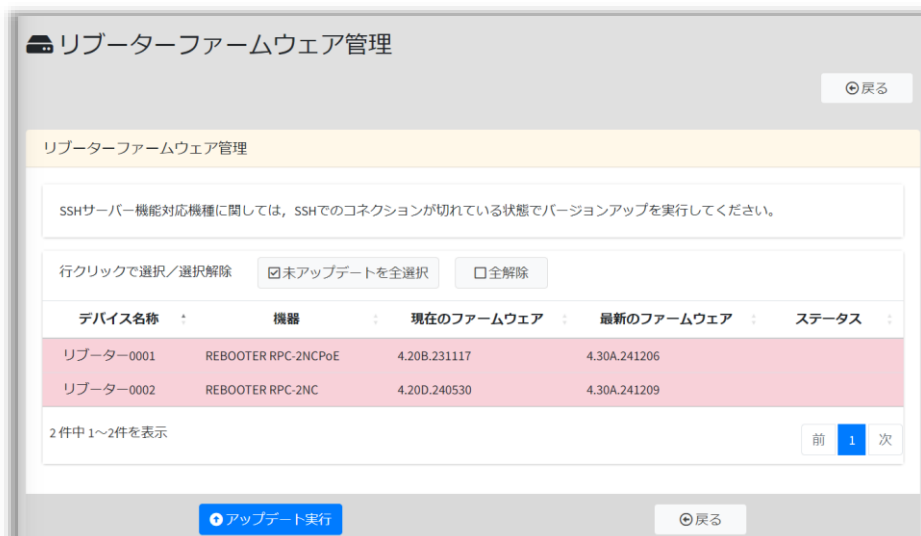 リブーターファームウェア管理
戻る
リブーターファームウェア管理
SSHサーバー機能対応機種に関しては，SSHでのコネクションが切れている状態でバージョンアップを実行してください。
行クリックで選択／選択解除 未アップデートを全選択 全解除
デバイス名称 機器 現在のファームウェア 最新のファームウェア ステータス
リブーター0001 REBOOTER RPC-2NCPoE 4.20B.231117 4.30A.241206
リブーター0002 REBOOTER RPC-2NC 4.20D.240530 4.30A.241209
2 件中 1～2件を表示
前 1 次
アップデート実行 戻る